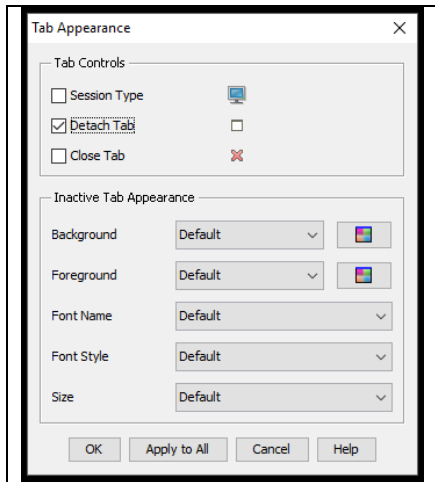 Tab Appearance
Tab Controls
Session Type
Detach Tab
Close Tab
Inactive Tab Appearance
Background Default
Foreground Default
Font Name Default
Font Style Default
Size Default
OK Apply to All Cancel Help